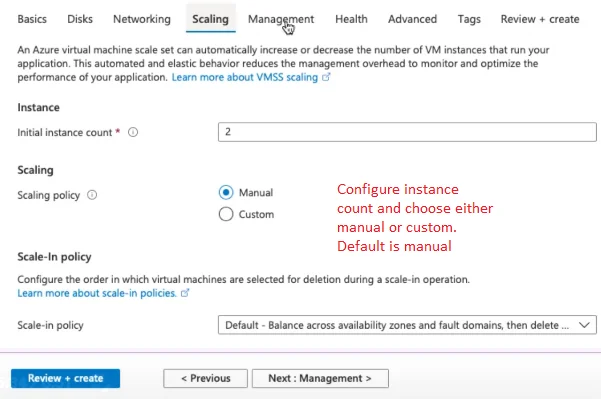 Basics Disks Networking Scaling Management Health Advanced Tags Review + create
An Azure virtual machine scale set can automatically increase or decrease the number of VM instances that run your
application. This automated and elastic behavior reduces the management overhead to monitor and optimize the
performance of your application. Learn more about VMSS scaling
Instance
Initial instance count * 2
Scaling
Scaling policy Manual
Custom
Configure instance
count and choose either
manual or custom.
Default is manual
Scale-In policy
Configure the order in which virtual machines are selected for deletion during a scale-in operation.
Learn more about scale-in policies.
Scale-in policy Default - Balance across availability zones and fault domains, then delete ...
Review + create < Previous Next : Management >